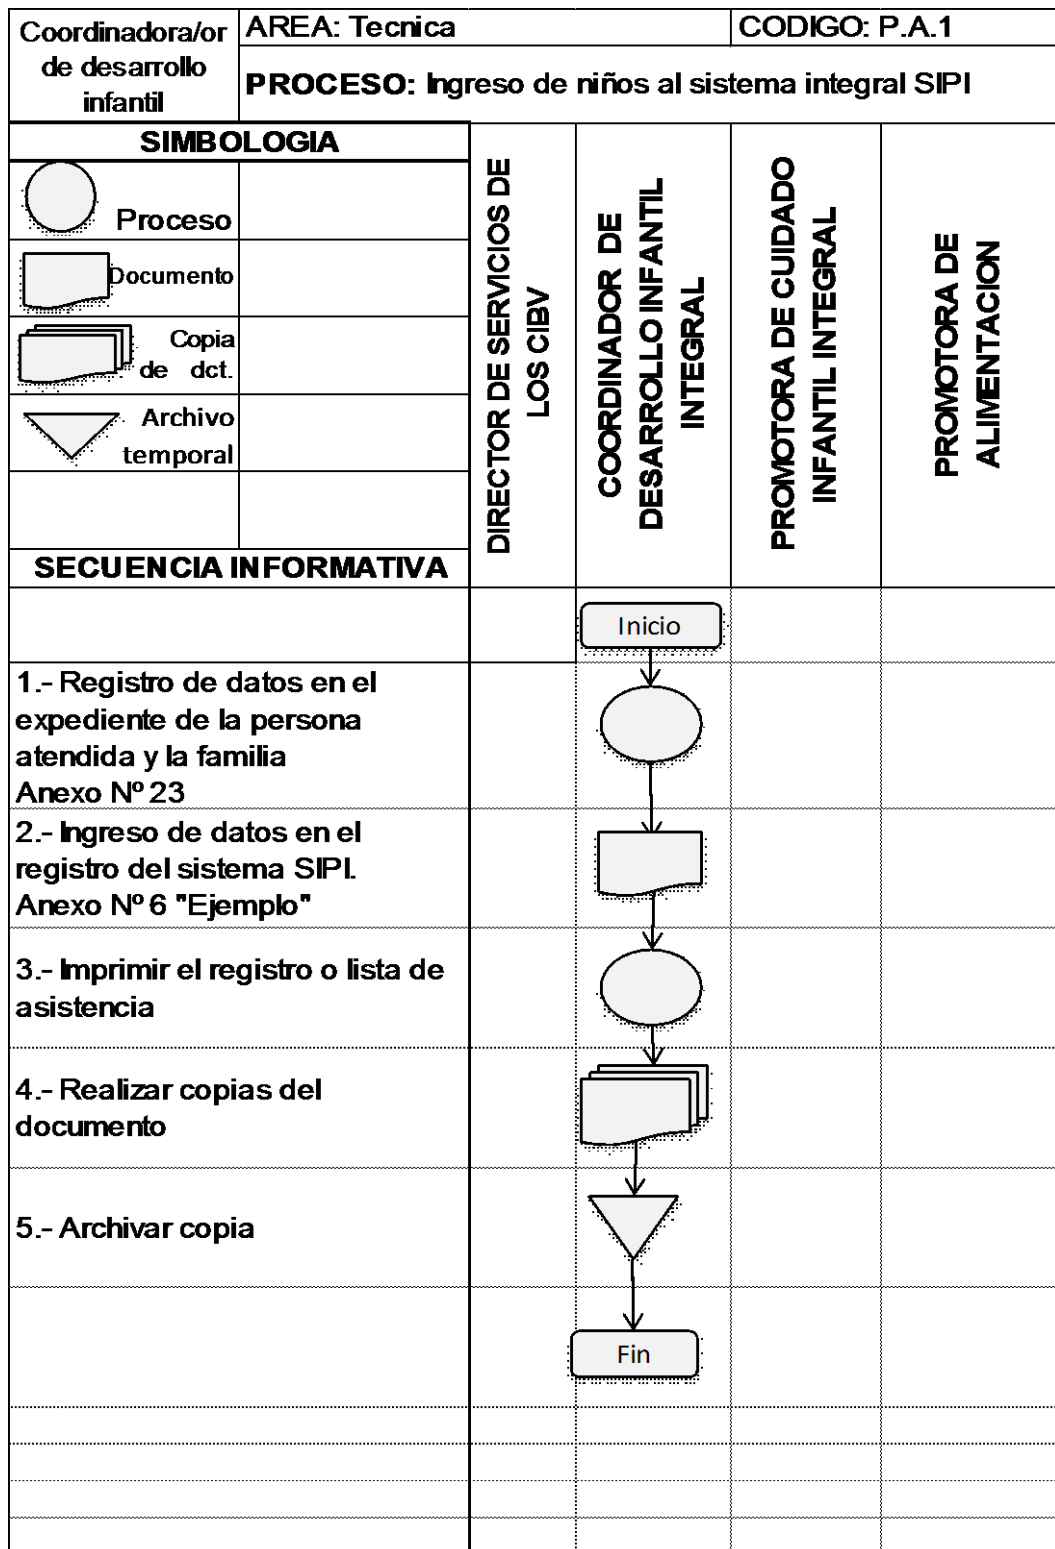 Coordinadora/or
de desarrollo
infantil
AREA: Tecnica
CODIGO: P.A.1
PROCESO: Ingreso de niños al sistema integral SIPI
SIMBOLOGIA
Proceso
Documento
Copia
de dct.
Archivo
temporal
DIRECTOR DE SERVICIOS DE
LOS CIBV
COORDINADOR DE
DESARROLLO INFANTIL
INTEGRAL
PROMOTORA DE CUIDADO
INFANTIL INTEGRAL
PROMOTORA DE
ALIMENTACION
SECUENCIA INFORMATIVA
Inicio
1.- Registro de datos en el
expediente de la persona
atendida y la familia
Anexo Nº 23
2.- Ingreso de datos en el
registro del sistema SIPI.
Anexo Nº 6 "Ejemplo"
3.- Imprimir el registro o lista de
asistencia
4.- Realizar copias del
documento
5.- Archivar copia
Fin